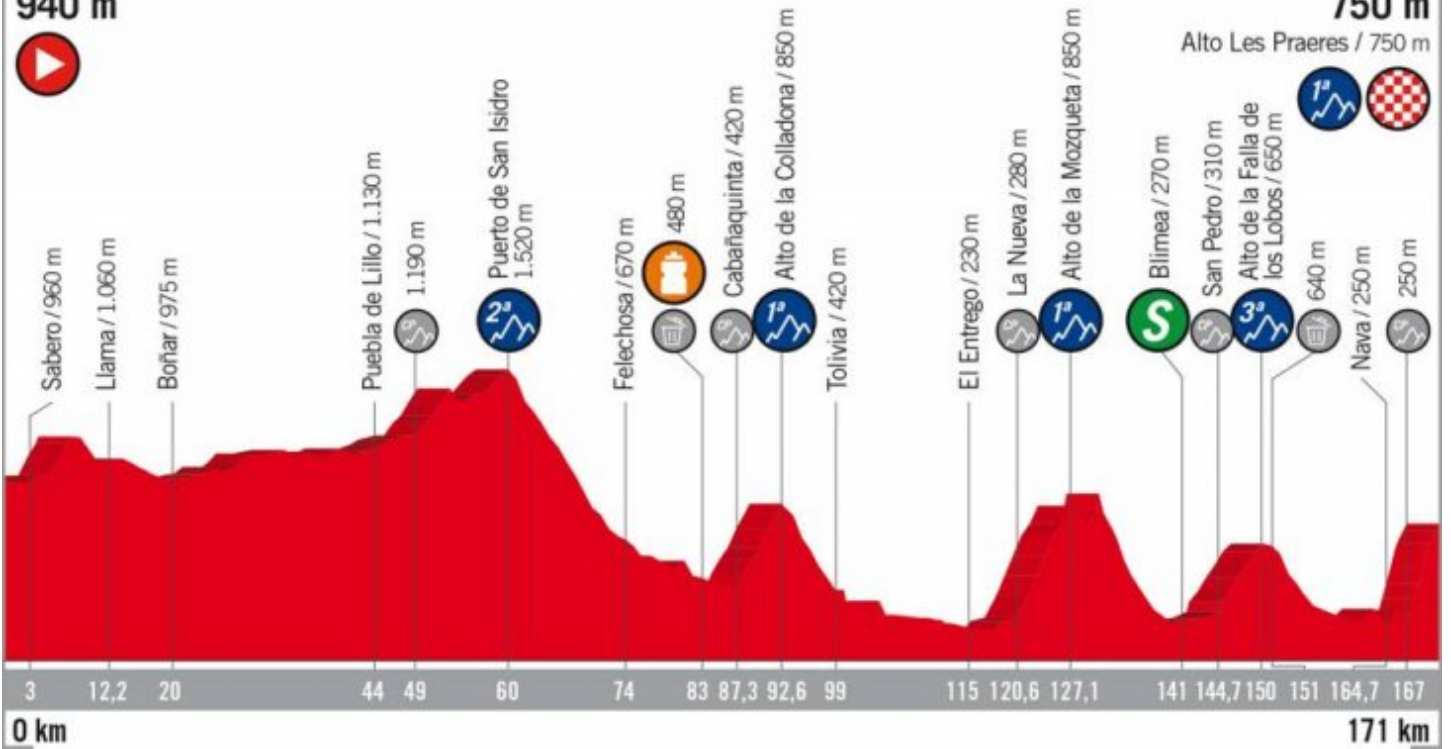 940 m
750 m
Alto Les Praeres / 750 m
1ª
Sabero / 960 m
Llama / 1.060 m
Boñar / 975 m
Puebla de Lillo / 1.130 m
1.190 m
CP
Puerto de San Isidro
1.520 m
2ª
Felechosa / 670 m
480 m
Cabañaquinta / 420 m
CP
Alto de la Colladona / 850 m
1ª
Tolivia / 420 m
El Entrego / 230 m
La Nueva / 280 m
CP
Alto de la Mozqueta / 850 m
1ª
Blimea / 270 m
S
San Pedro / 310 m
CP
Alto de la Falla de
los Lobos / 650 m
3ª
640 m
Nava / 250 m
250 m
CP
3 12,2 20 44 49 60 74 83 87,3 92,6 99 115 120,6 127,1 141 144,7 150 151 164,7 167
0 km
171 km